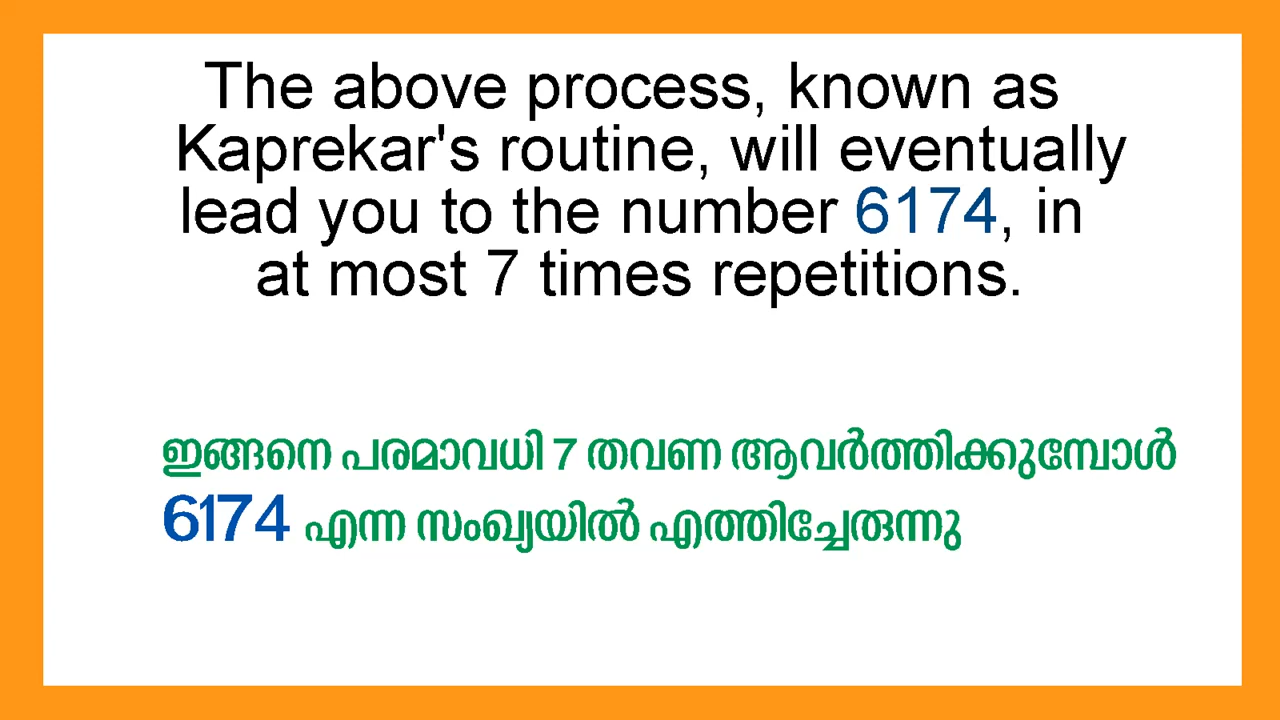 The above process, known as
Kaprekar's routine, will eventually
lead you to the number 6174, in
at most 7 times repetitions.
ഇങ്ങനെ പരമാവധി 7 തവണ ആവർത്തിക്കുമ്പോൾ
6174 എന്ന സംഖ്യയിൽ എത്തിച്ചേരുന്നു